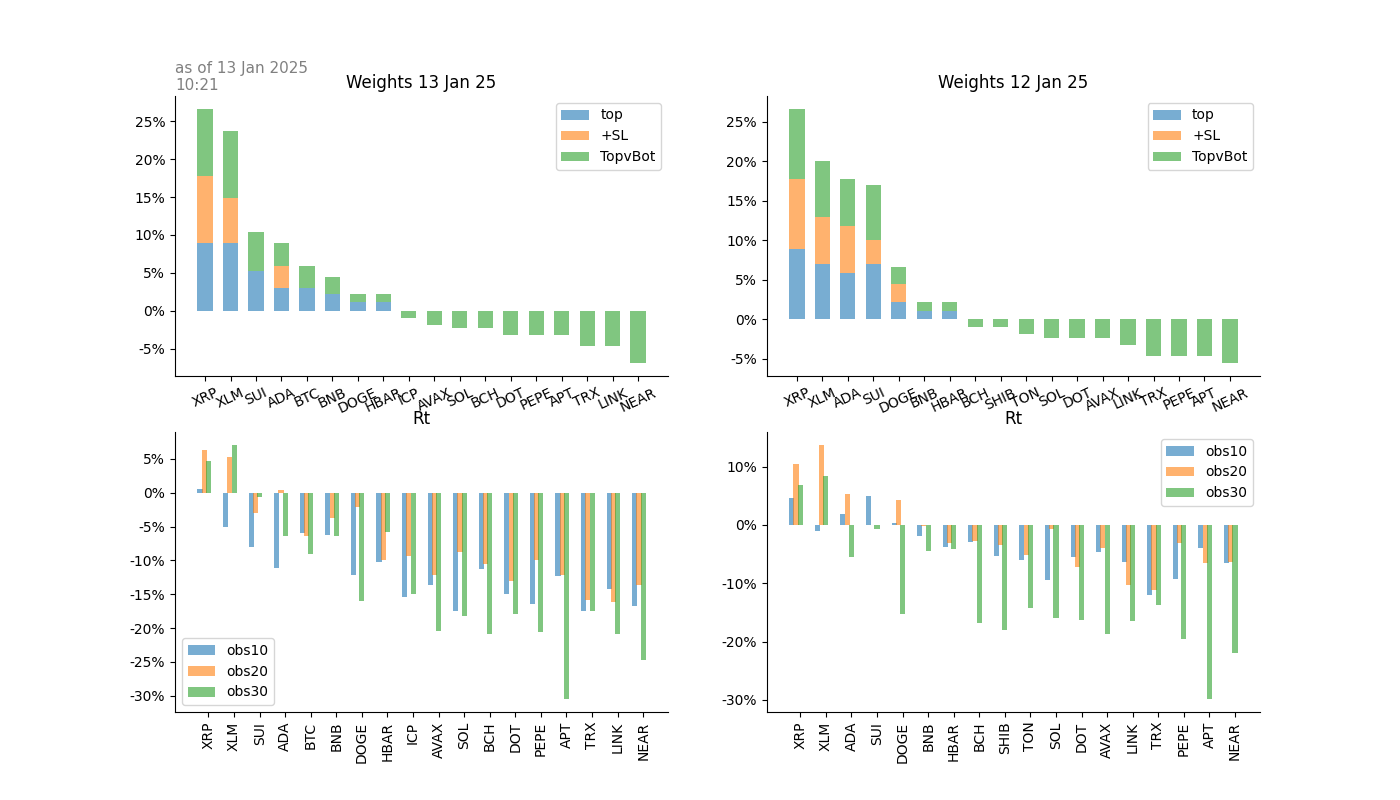 as of 13 Jan 2025
10:21
Weights 13 Jan 25
25%
20%
15%
10%
5%
0%
-5%
top
+SL
TopvBot
XRP XLM SUI ADA BTC BNB DOGE HBAR ICP AVAX SOL BCH DOT PEPE APT TRX LINK NEAR
Weights 12 Jan 25
25%
20%
15%
10%
5%
0%
-5%
top
+SL
TopvBot
XRP XLM ADA SUI DOGE BNB HBAR BCH SHIB TON SOL DOT AVAX LINK TRX PEPE APT NEAR
Rt
5%
0%
-5%
-10%
-15%
-20%
-25%
-30%
obs10
obs20
obs30
XRP XLM SUI ADA BTC BNB DOGE HBAR ICP AVAX SOL BCH DOT PEPE APT TRX LINK NEAR
Rt
10%
0%
-10%
-20%
-30%
obs10
obs20
obs30
XRP XLM ADA SUI DOGE BNB HBAR BCH SHIB TON SOL DOT AVAX LINK TRX PEPE APT NEAR